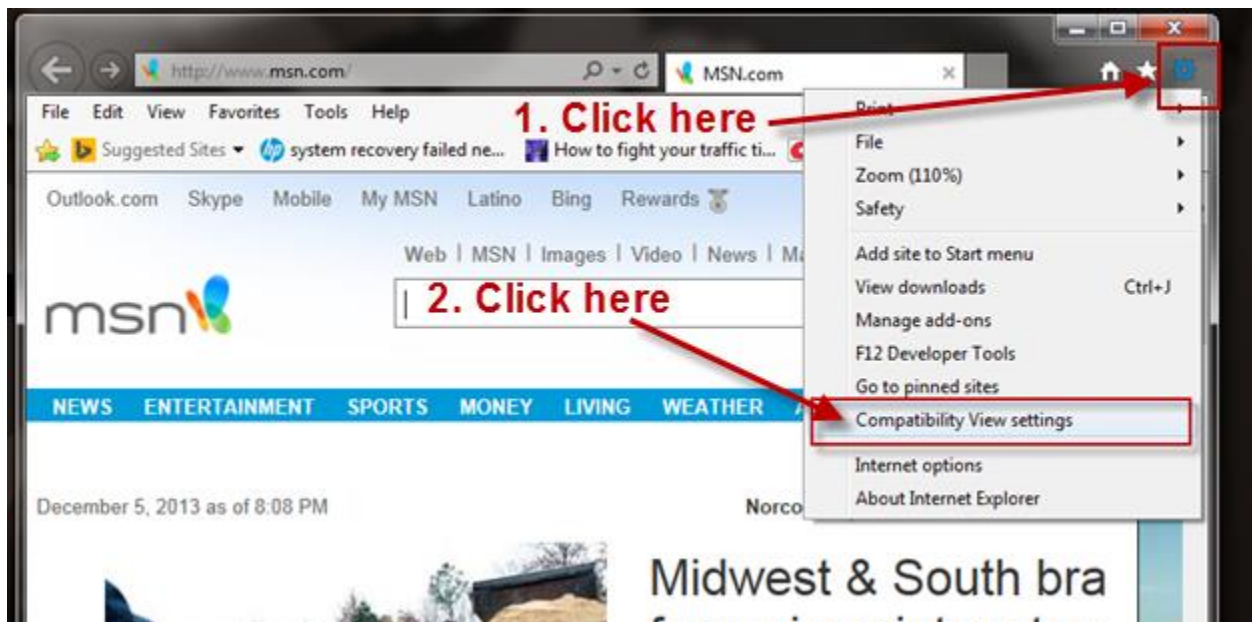 http://www.msn.com/
MSN.com
File Edit View Favorites Tools Help
1. Click here
Suggested Sites
system recovery failed ne...
How to fight your traffic ti...
Print
File
Zoom (110%)
Safety
Add site to Start menu
View downloads Ctrl+J
Manage add-ons
F12 Developer Tools
Go to pinned sites
Compatibility View settings
Internet options
About Internet Explorer
Outlook.com Skype Mobile My MSN Latino Bing Rewards
Web | MSN | Images | Video | News |
msn
2. Click here
NEWS ENTERTAINMENT SPORTS MONEY LIVING WEATHER
December 5, 2013 as of 8:08 PM
Norco
Midwest & South bra